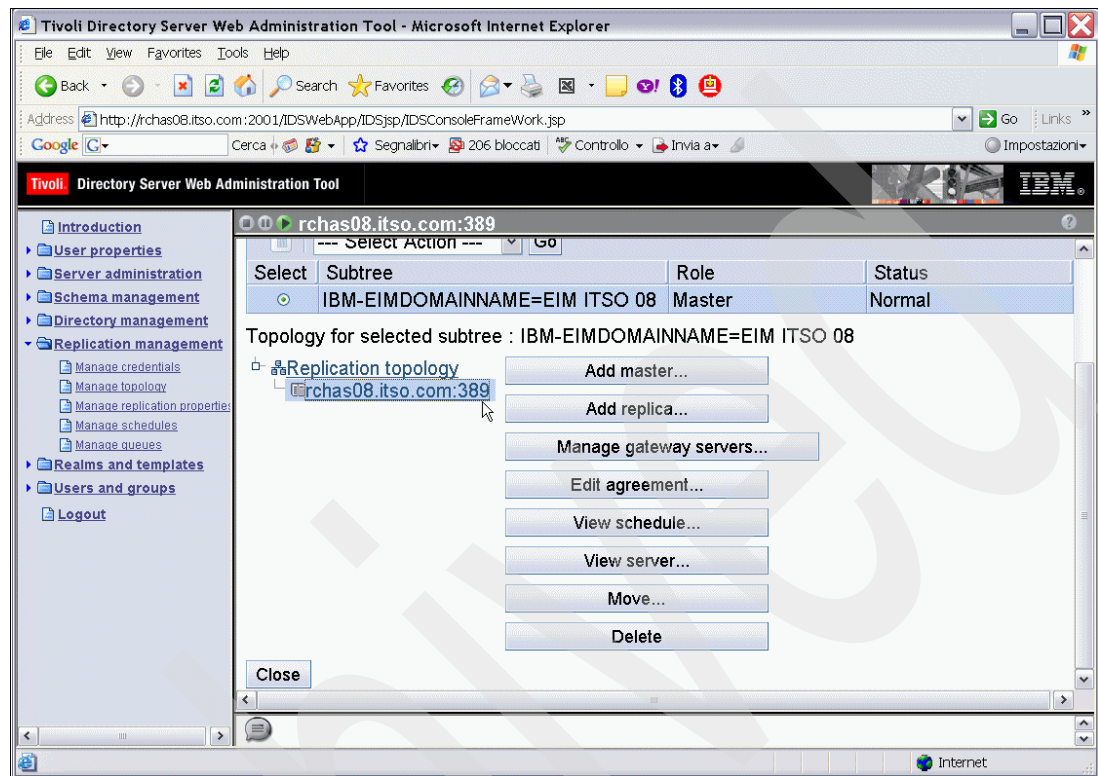 Tivoli Directory Server Web Administration Tool - Microsoft Internet Explorer
File Edit View Favorites Tools Help
Back Search Favorites
Address http://rchas0B.itso.com:2001/IDSWebApp/IDSjsp/IDSConsoleFrameWork.jsp Go Links »
Google G Cerca Segnalibri 206 bloccati ABC Controllo Invia a Impostazioni
Tivoli. Directory Server Web Administration Tool IBM.
Introduction
User properties
Server administration
Schema management
Directory management
Replication management
Manage credentials
Manage topology
Manage replication properties
Manage schedules
Manage queues
Realms and templates
Users and groups
Logout
rchas08.itso.com:389 ?
--- Select Action --- Go
Select Subtree Role Status
IBM-EIMDOMAINNAME=EIM ITSO 08 Master Normal
Topology for selected subtree : IBM-EIMDOMAINNAME=EIM ITSO 08
Replication topology
rchas08.itso.com:389
Add master...
Add replica...
Manage gateway servers...
Edit agreement...
View schedule...
View server...
Move...
Delete
Close
Internet